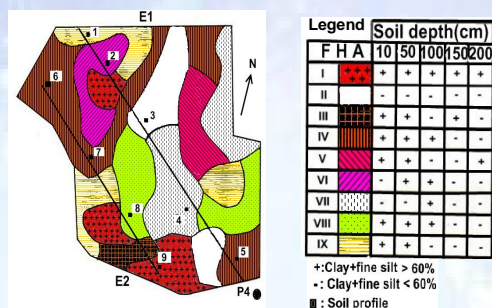 E1
1
2
6
N
3
7
8
4
5
9
E2
P4
Legend Soil depth(cm)
F H A 10 50 100 150 200
I + + + + +
II - - - - -
III - - + - + -
IV + + + - -
V + + - - +
VI - + + - -
VII - - + - -
VIII + + + - -
IX + + - - -
+:Clay+fine silt > 60%
-: Clay+fine silt < 60%
: Soil profile